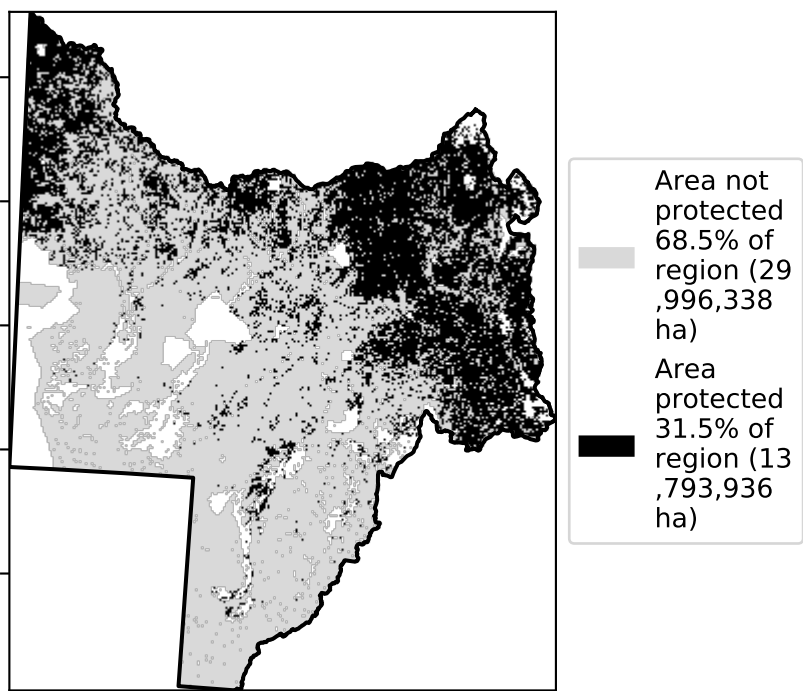 Area not
protected
68.5% of
region (29
,996,338
ha)
Area
protected
31.5% of
region (13
,793,936
ha)